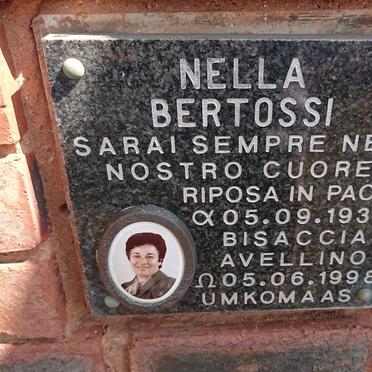 NELLA
BERTOSSI
SARAI SEMPRE NE
NOSTRO CUORE
RIPOSA IN PAC
α 05.09.193
BISACCIA
AVELLINO
Ω 05.06.1998
UMKOMAAS